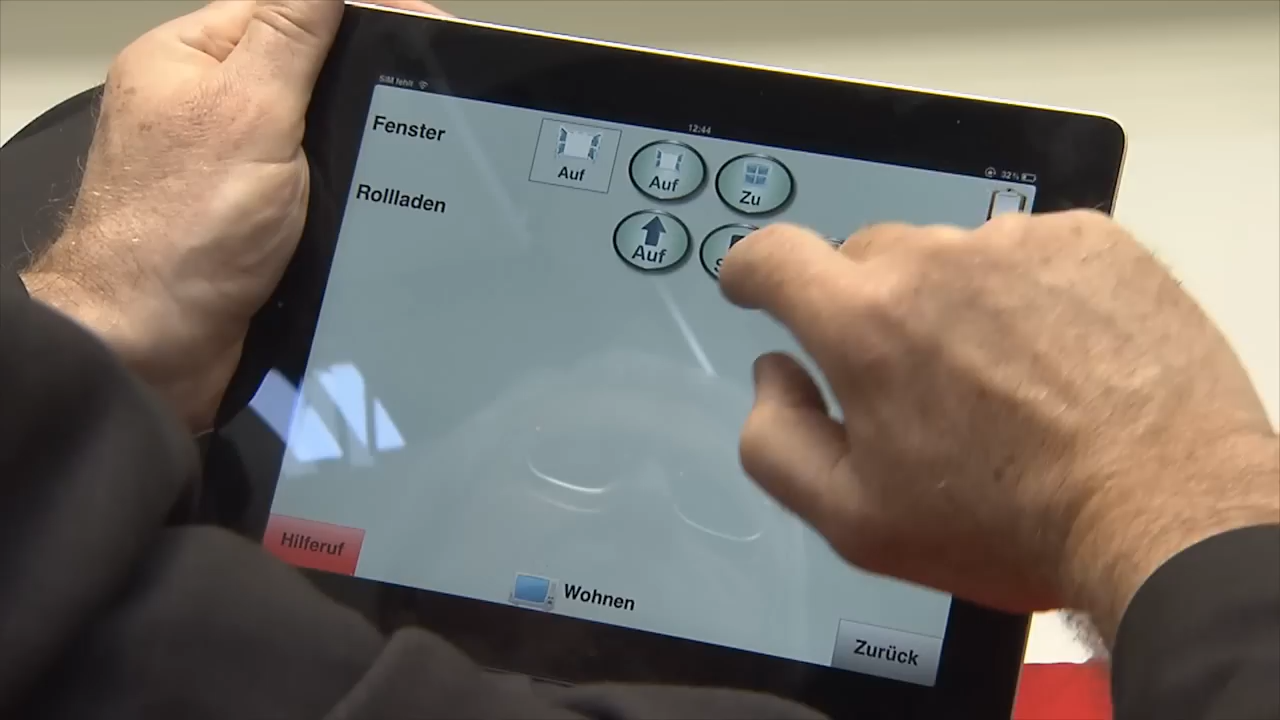 SIM fehlt
12:44
32%
Fenster
Auf
Auf
Zu
Rollladen
Auf
Hilferuf
Wohnen
Zurück